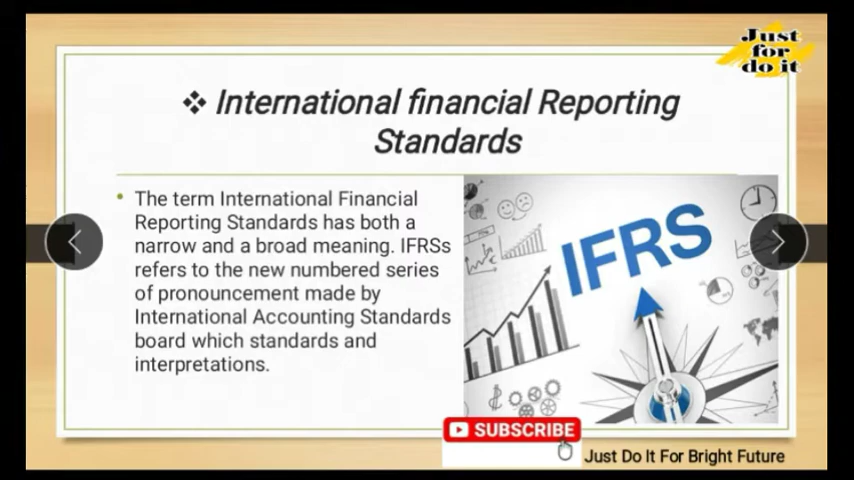 Just
for
do it
❖ International financial Reporting
Standards
• The term International Financial
Reporting Standards has both a
narrow and a broad meaning. IFRSs
refers to the new numbered series
of pronouncement made by
International Accounting Standards
board which standards and
interpretations.
IFRS
SUBSCRIBE
Just Do It For Bright Future